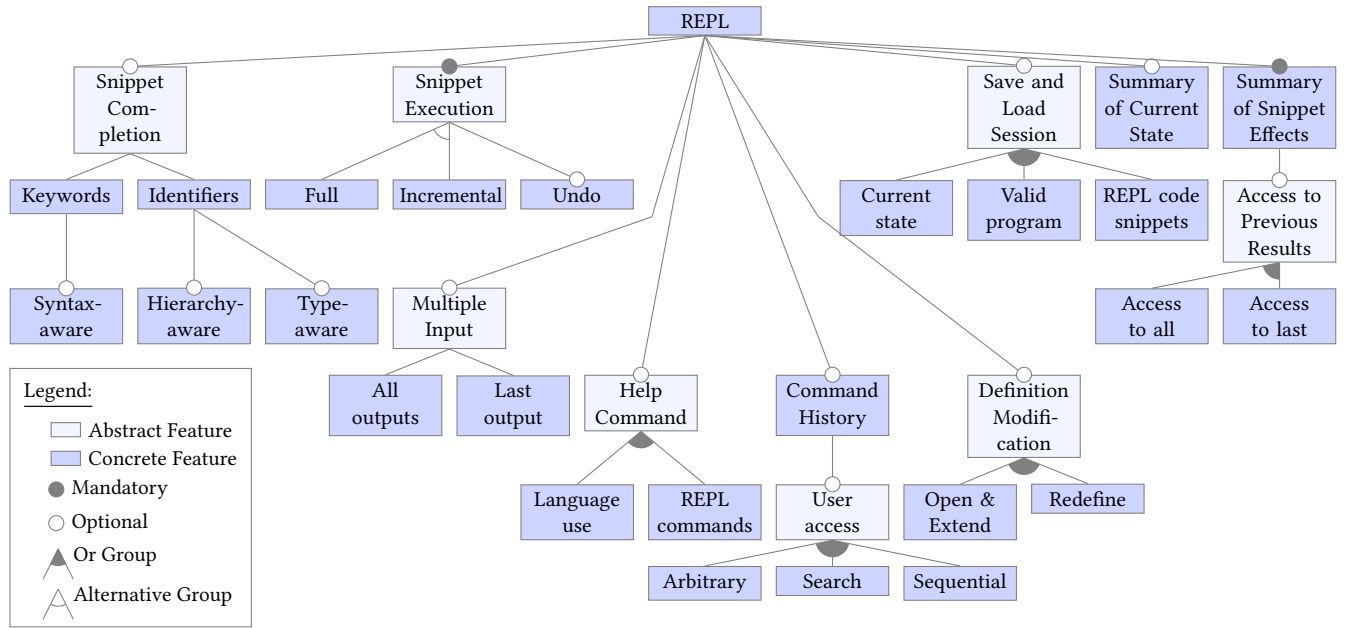 REPL
Snippet
Com-
pletion
Snippet
Execution
Save and
Load
Session
Summary
of Current
State
Summary
of Snippet
Effects
Keywords
Identifiers
Full
Incremental
Undo
Current
state
Valid
program
REPL code
snippets
Access to
Previous
Results
Syntax-
aware
Hierarchy-
aware
Type-
aware
Multiple
Input
Access
to all
Access
to last
All
outputs
Last
output
Help
Command
Command
History
Definition
Modifi-
cation
Language
use
REPL
commands
User
access
Open &
Extend
Redefine
Arbitrary
Search
Sequential
Legend:
Abstract Feature
Concrete Feature
Mandatory
Optional
Or Group
Alternative Group